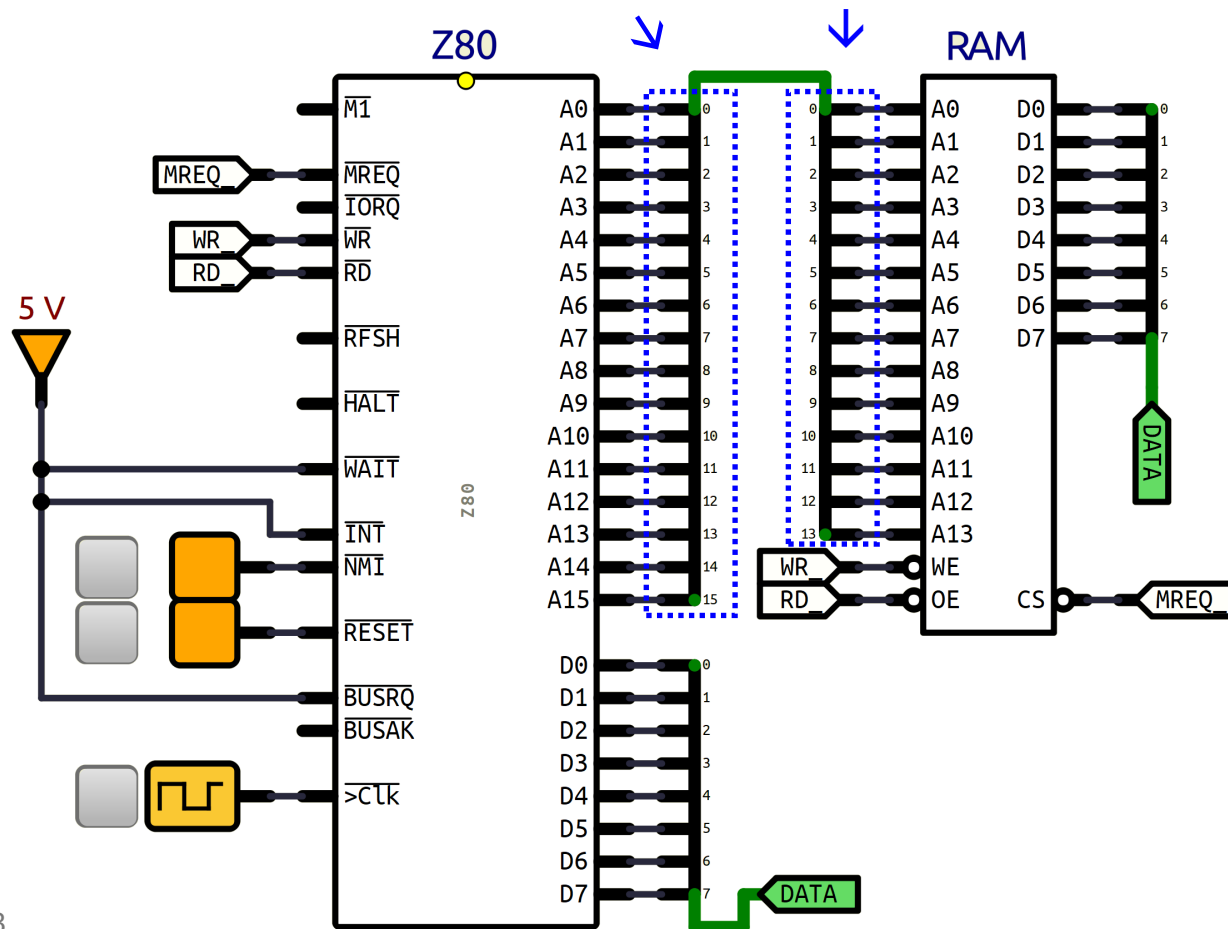 Z80
RAM
M1
MREQ_
MREQ
IORQ
WR_
WR
RD_
RD
5 V
RFSH
HALT
WAIT
INT
NMI
RESET
BUSRQ
BUSAK
>Clk
Z80
A0
A1
A2
A3
A4
A5
A6
A7
A8
A9
A10
A11
A12
A13
A14
A15
D0
D1
D2
D3
D4
D5
D6
D7
0
1
2
3
4
5
6
7
8
9
10
11
12
13
14
15
0
1
2
3
4
5
6
7
DATA
0
1
2
3
4
5
6
7
8
9
10
11
12
13
A0
A1
A2
A3
A4
A5
A6
A7
A8
A9
A10
A11
A12
A13
WR_
WE
RD_
OE
CS
MREQ_
D0
D1
D2
D3
D4
D5
D6
D7
0
1
2
3
4
5
6
7
DATA